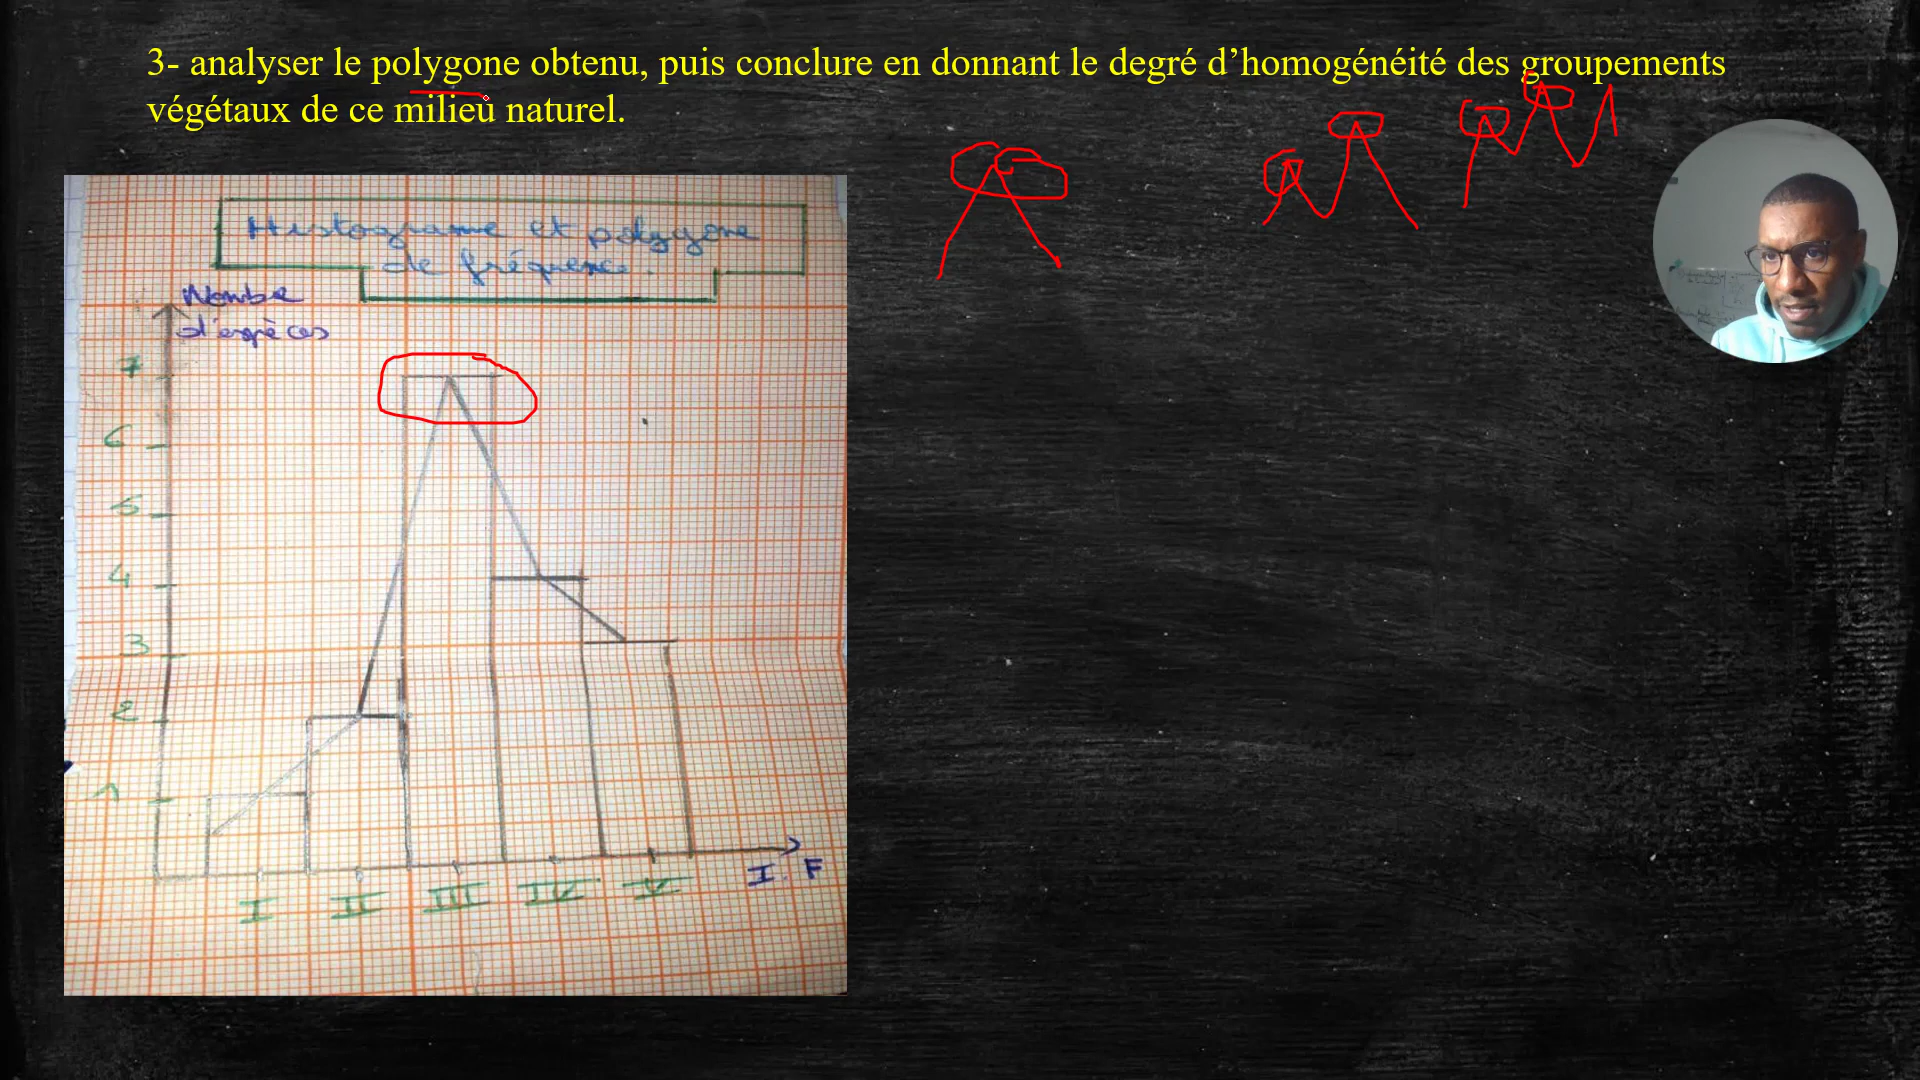 3- analyser le polygone obtenu, puis conclure en donnant le degré d’homogénéité des groupements
végétaux de ce milieu naturel.
Histograme et polygone
de fréquence.
Nombre
d'espèces
7
6
5
4
3
2
1
I II III IV V
I. F